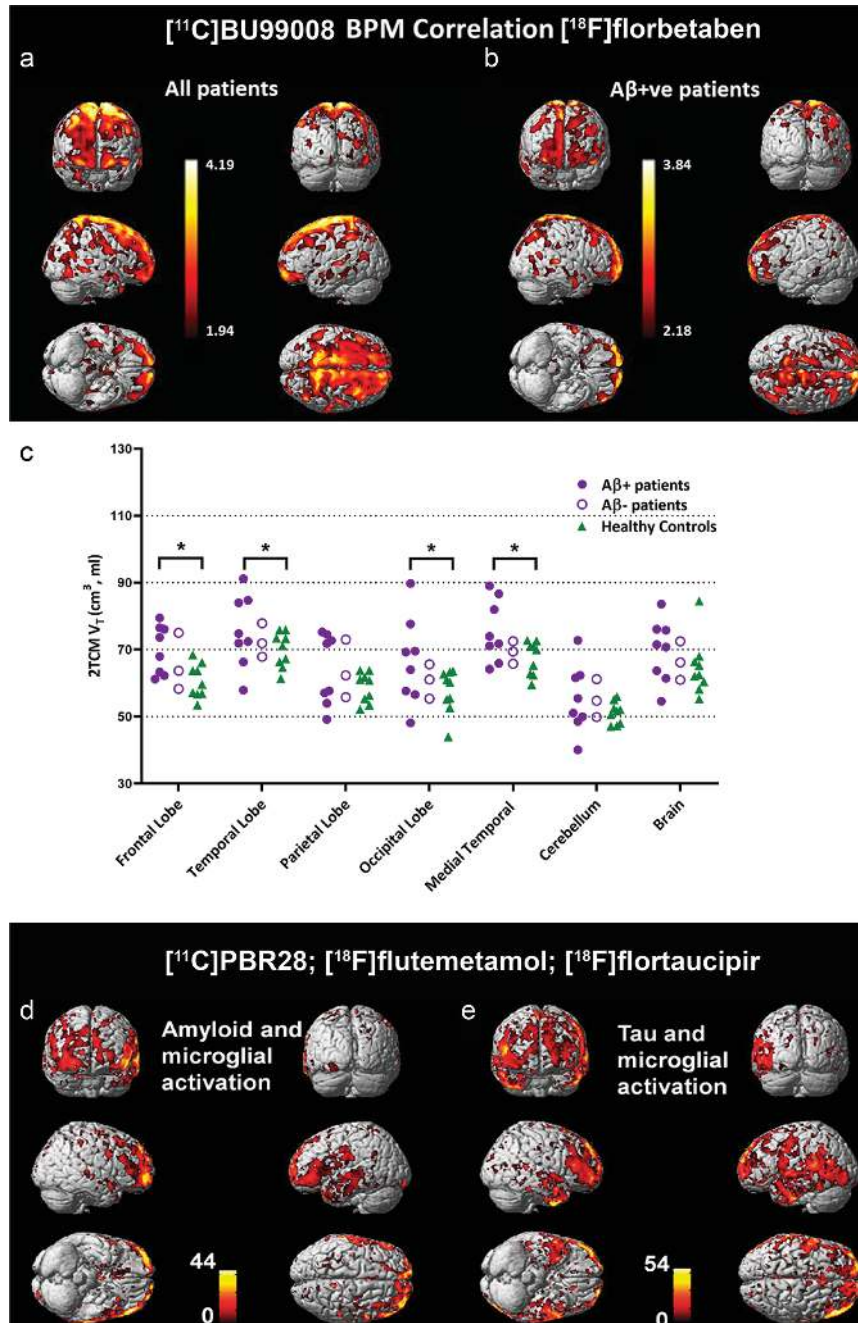 [¹¹C]BU99008 BPM Correlation [¹⁸F]florbetaben
a
All patients
4.19
1.94
b
Aβ+ve patients
3.84
2.18
c
130
110
90
70
50
30
2TCM V_T (cm³, ml)
Aβ+ patients
Aβ- patients
Healthy Controls
* * * *
Frontal Lobe
Temporal Lobe
Parietal Lobe
Occipital Lobe
Medial Temporal
Cerebellum
Brain
[¹¹C]PBR28; [¹⁸F]flutemetamol; [¹⁸F]flortaucipir
d
Amyloid and
microglial
activation
44
0
e
Tau and
microglial
activation
54
0